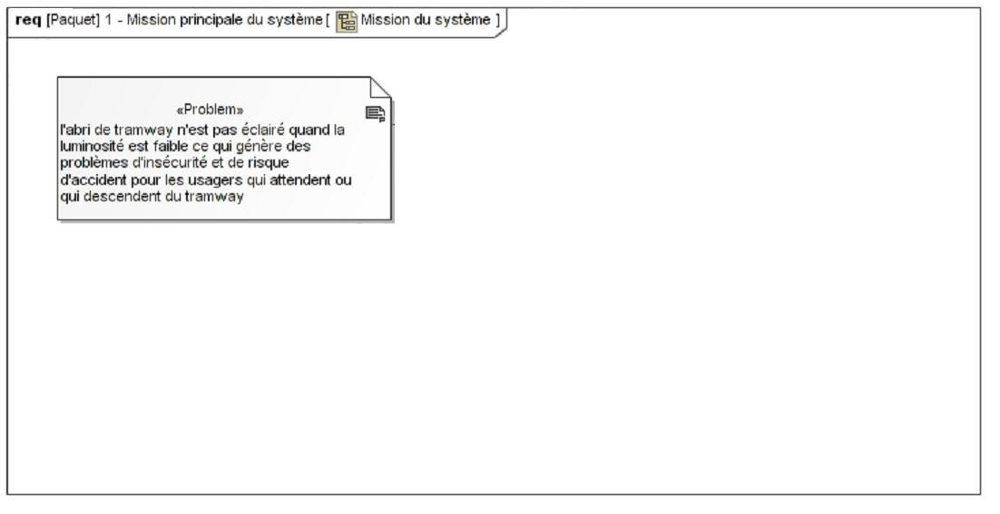 req [Paquet] 1 - Mission principale du système [ Mission du système ]
«Problem»
l'abri de tramway n'est pas éclairé quand la
luminosité est faible ce qui génère des
problèmes d'insécurité et de risque
d'accident pour les usagers qui attendent ou
qui descendent du tramway